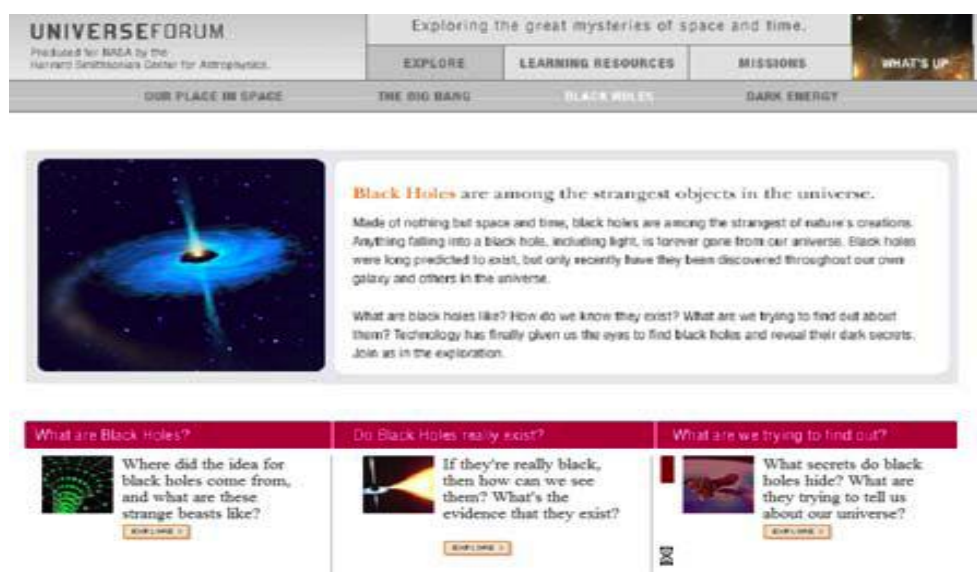 UNIVERSEFORUM
Produced for NASA by the
Harvard Smithsonian Center for Astrophysics.
Exploring the great mysteries of space and time.
EXPLORE
LEARNING RESOURCES
MISSIONS
WHAT'S UP
OUR PLACE IN SPACE
THE BIG BANG
BLACK HOLES
DARK ENERGY
Black Holes are among the strangest objects in the universe.
Made of nothing but space and time, black holes are among the strangest of nature's creations.
Anything falling into a black hole, including light, is forever gone from our universe. Black holes
were long predicted to exist, but only recently have they been discovered throughout our own
galaxy and others in the universe.
What are black holes like? How do we know they exist? What are we trying to find out about
them? Technology has finally given us the eyes to find black holes and reveal their dark secrets.
Join us in the exploration.
What are Black Holes?
Where did the idea for
black holes come from,
and what are these
strange beasts like?
EXPLORE >
Do Black Holes really exist?
If they're really black,
then how can we see
them? What's the
evidence that they exist?
EXPLORE >
What are we trying to find out?
What secrets do black
holes hide? What are
they trying to tell us
about our universe?
EXPLORE >